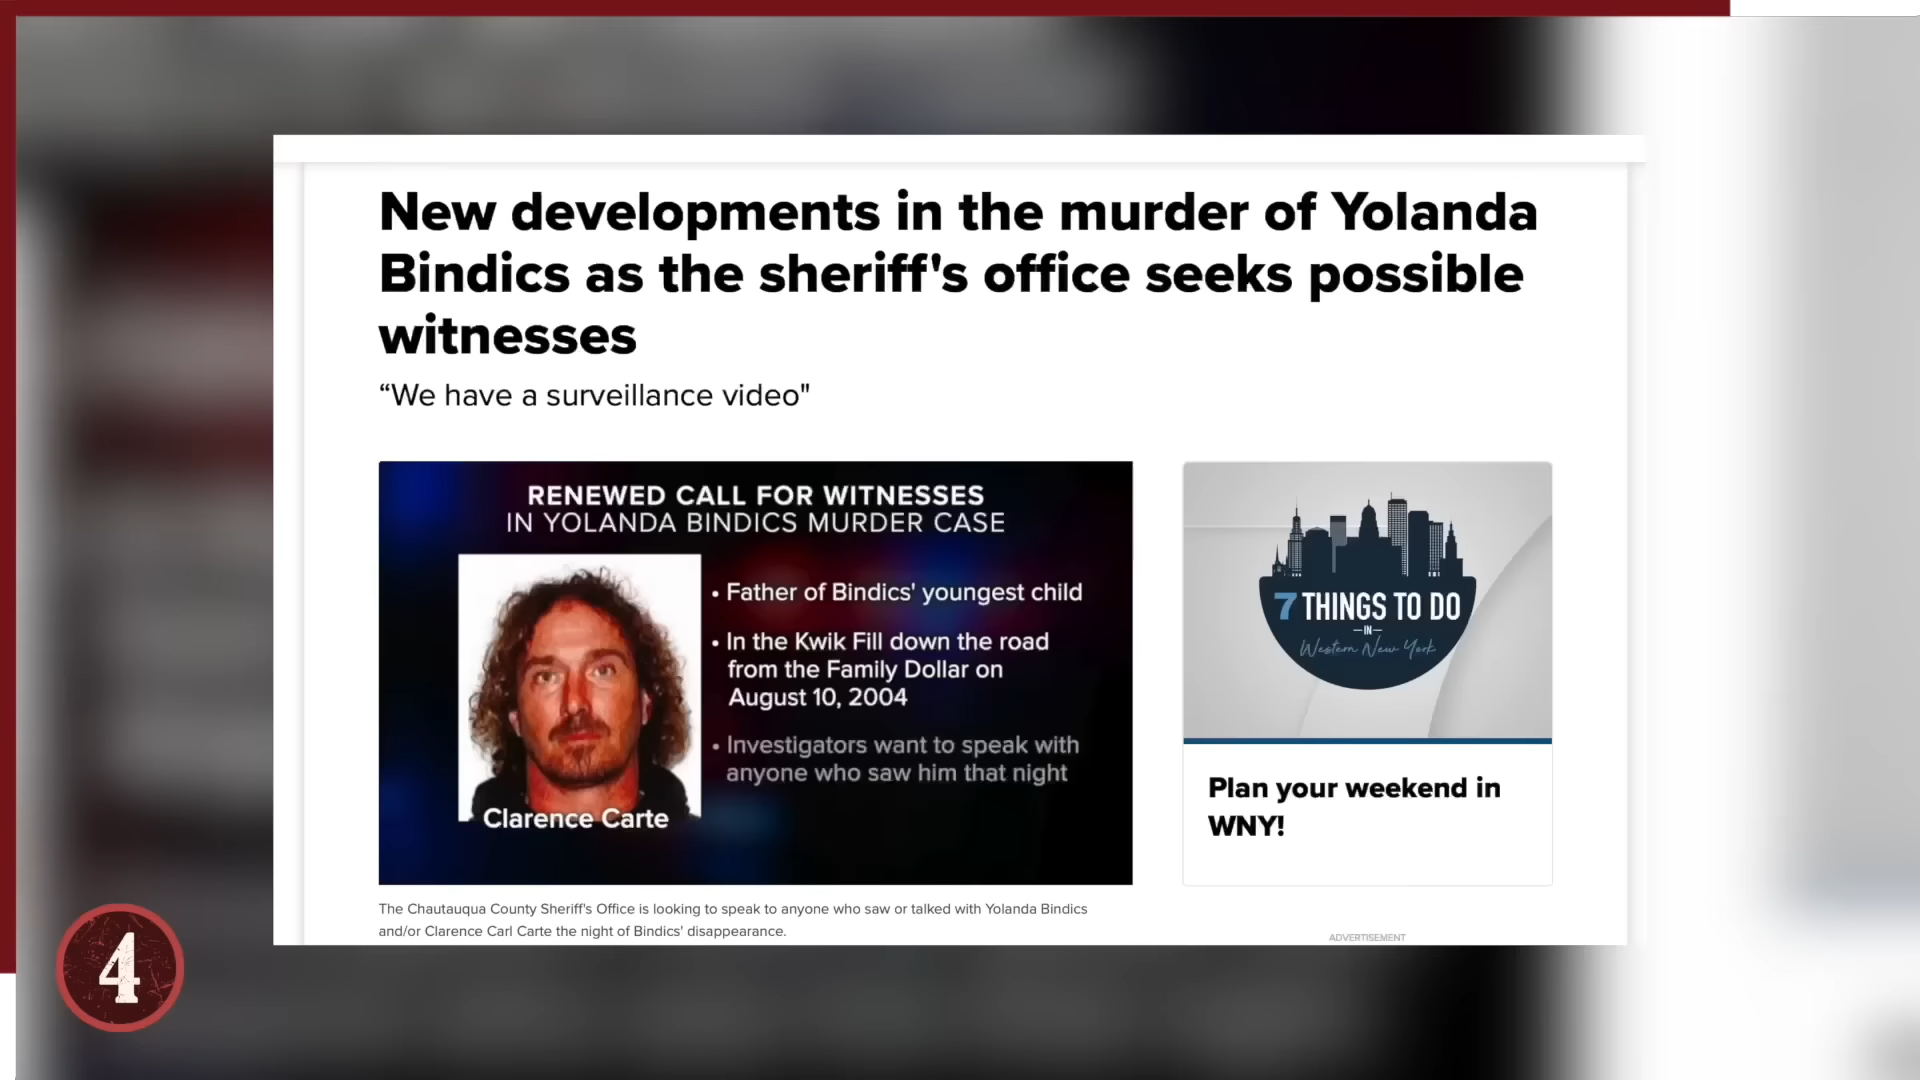 New developments in the murder of Yolanda
Bindics as the sheriff's office seeks possible
witnesses
“We have a surveillance video"
RENEWED CALL FOR WITNESSES
IN YOLANDA BINDICS MURDER CASE
• Father of Bindics' youngest child
• In the Kwik Fill down the road
from the Family Dollar on
August 10, 2004
• Investigators want to speak with
anyone who saw him that night
Clarence Carte
7 THINGS TO DO
IN
Western New York
Plan your weekend in
WNY!
The Chautauqua County Sheriff's Office is looking to speak to anyone who saw or talked with Yolanda Bindics
and/or Clarence Carl Carte the night of Bindics' disappearance.
ADVERTISEMENT
4